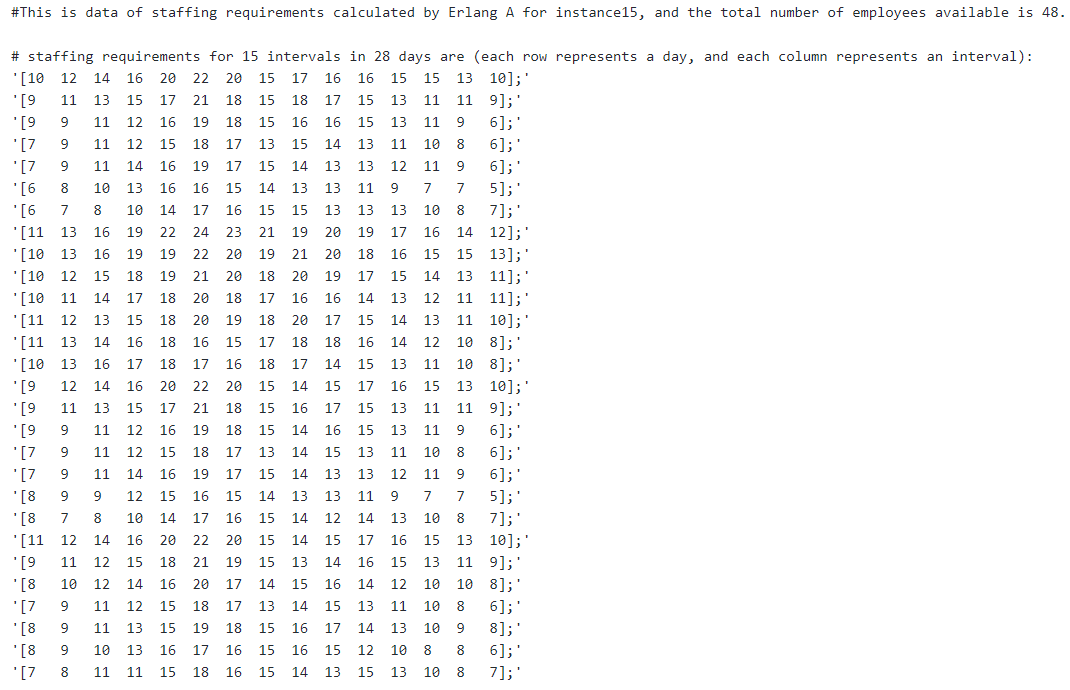 #This is data of staffing requirements calculated by Erlang A for instance15, and the total number of employees available is 48.
# staffing requirements for 15 intervals in 28 days are (each row represents a day, and each column represents an interval):
'[10 12 14 16 20 22 20 15 17 16 16 15 15 13 10];'
'[9 11 13 15 17 21 18 15 18 17 15 13 11 11 9];'
'[9 9 11 12 16 19 18 15 16 16 15 13 11 9 6];'
'[7 9 11 12 15 18 17 13 15 14 13 11 10 8 6];'
'[7 9 11 14 16 19 17 15 14 13 13 12 11 9 6];'
'[6 8 10 13 16 16 15 14 13 13 11 9 7 7 5];'
'[6 7 8 10 14 17 16 15 15 13 13 13 10 8 7];'
'[11 13 16 19 22 24 23 21 19 20 19 17 16 14 12];'
'[10 13 16 19 19 22 20 19 21 20 18 16 15 15 13];'
'[10 12 15 18 19 21 20 18 20 19 17 15 14 13 11];'
'[10 11 14 17 18 20 18 17 16 16 14 13 12 11 11];'
'[11 12 13 15 18 20 19 18 20 17 15 14 13 11 10];'
'[11 13 14 16 18 16 15 17 18 18 16 14 12 10 8];'
'[10 13 16 17 18 17 16 18 17 14 15 13 11 10 8];'
'[9 12 14 16 20 22 20 15 14 15 17 16 15 13 10];'
'[9 11 13 15 17 21 18 15 16 17 15 13 11 11 9];'
'[9 9 11 12 16 19 18 15 14 16 15 13 11 9 6];'
'[7 9 11 12 15 18 17 13 14 15 13 11 10 8 6];'
'[7 9 11 14 16 19 17 15 14 13 13 12 11 9 6];'
'[8 9 9 12 15 16 15 14 13 13 11 9 7 7 5];'
'[8 7 8 10 14 17 16 15 14 12 14 13 10 8 7];'
'[11 12 14 16 20 22 20 15 14 15 17 16 15 13 10];'
'[9 11 12 15 18 21 19 15 13 14 16 15 13 11 9];'
'[8 10 12 14 16 20 17 14 15 16 14 12 10 10 8];'
'[7 9 11 12 15 18 17 13 14 15 13 11 10 8 6];'
'[8 9 11 13 15 19 18 15 16 17 14 13 10 9 8];'
'[8 9 10 13 16 17 16 15 16 15 12 10 8 8 6];'
'[7 8 11 11 15 18 16 15 14 13 15 13 10 8 7];'